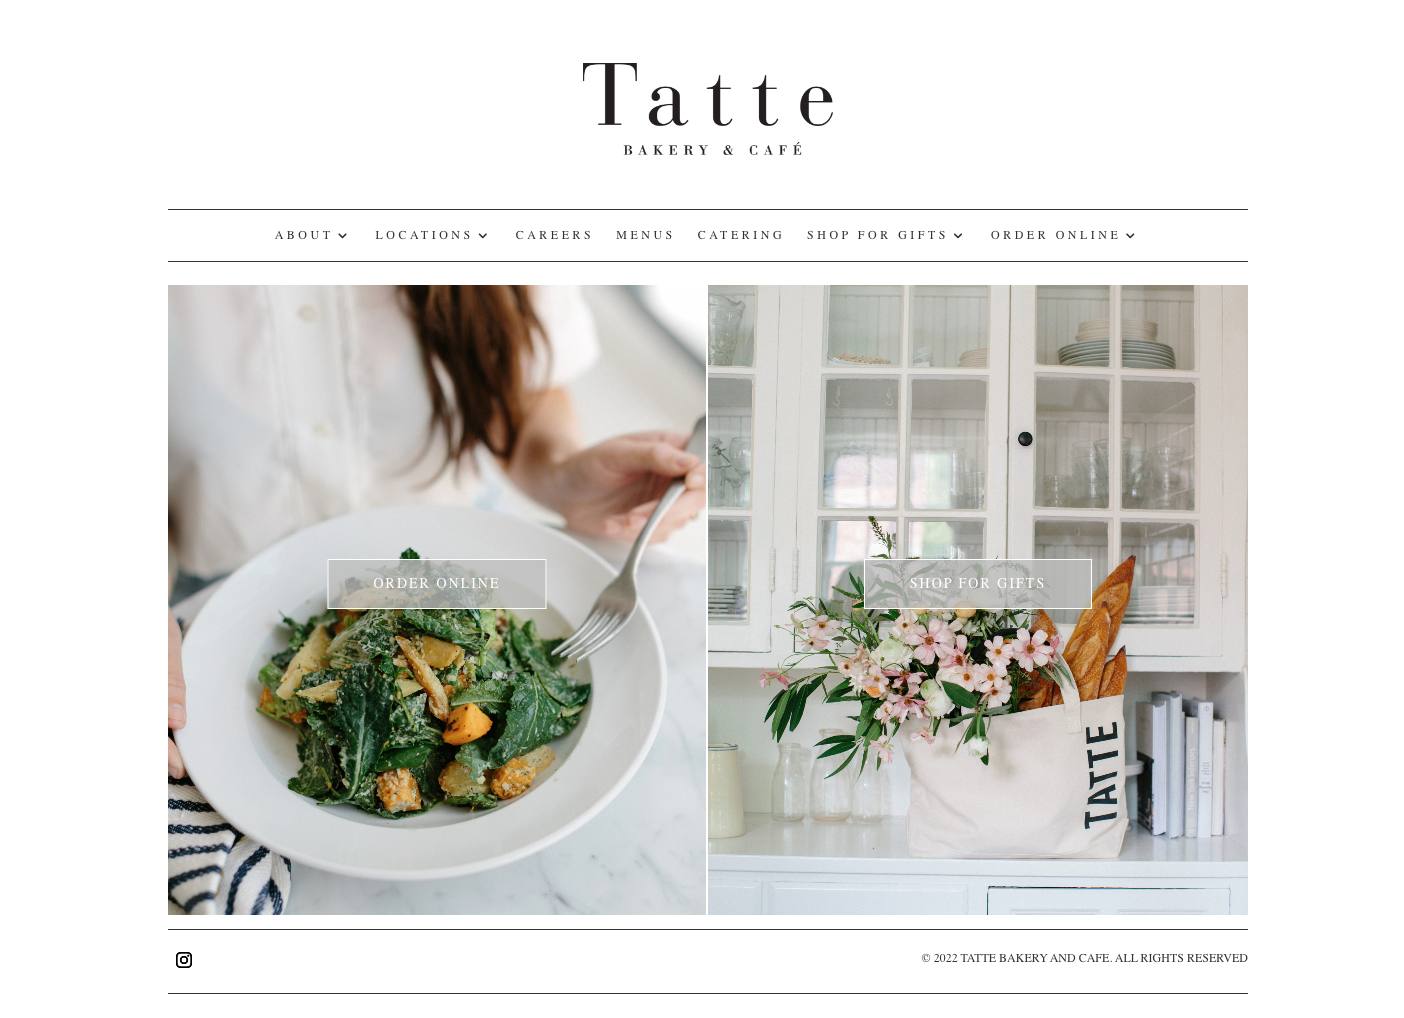 Tatte
BAKERY & CAFÉ
ABOUT LOCATIONS CAREERS MENUS CATERING SHOP FOR GIFTS ORDER ONLINE
ORDER ONLINE
SHOP FOR GIFTS
TATTE
© 2022 TATTE BAKERY AND CAFE. ALL RIGHTS RESERVED